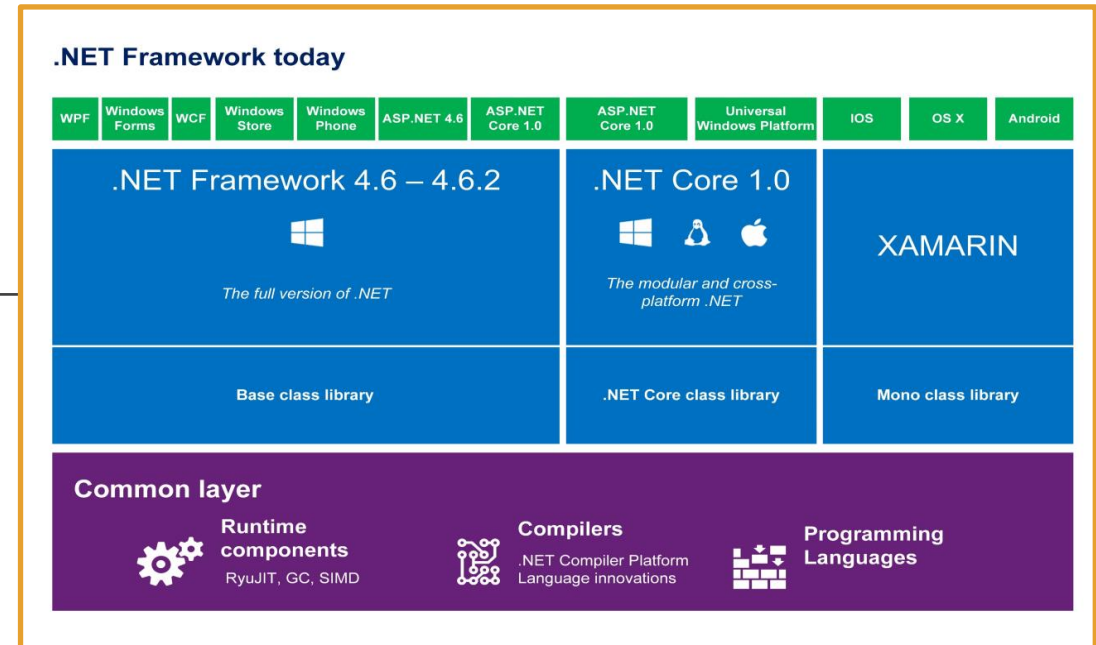 .NET Framework today
WPF
Windows
Forms
WCF
Windows
Store
Windows
Phone
ASP.NET 4.6
ASP.NET
Core 1.0
ASP.NET
Core 1.0
Universal
Windows Platform
IOS
OS X
Android
.NET Framework 4.6 – 4.6.2
The full version of .NET
.NET Core 1.0
The modular and cross-
platform .NET
XAMARIN
Base class library
.NET Core class library
Mono class library
Common layer
Runtime
components
RyuJIT, GC, SIMD
Compilers
.NET Compiler Platform
Language innovations
Programming
Languages